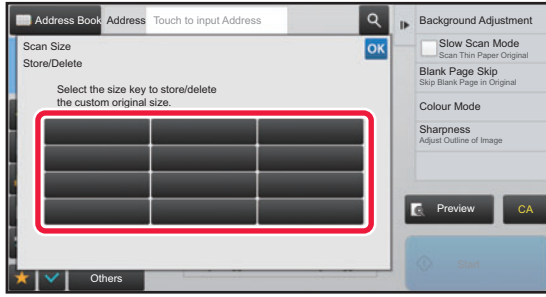 Address Book Address Touch to input Address
Scan Size
OK
Store/Delete
Select the size key to store/delete
the custom original size.
Others
Background Adjustment
Slow Scan Mode
Scan Thin Paper Original
Blank Page Skip
Skip Blank Page in Original
Colour Mode
Sharpness
Adjust Outline of Image
Preview
CA